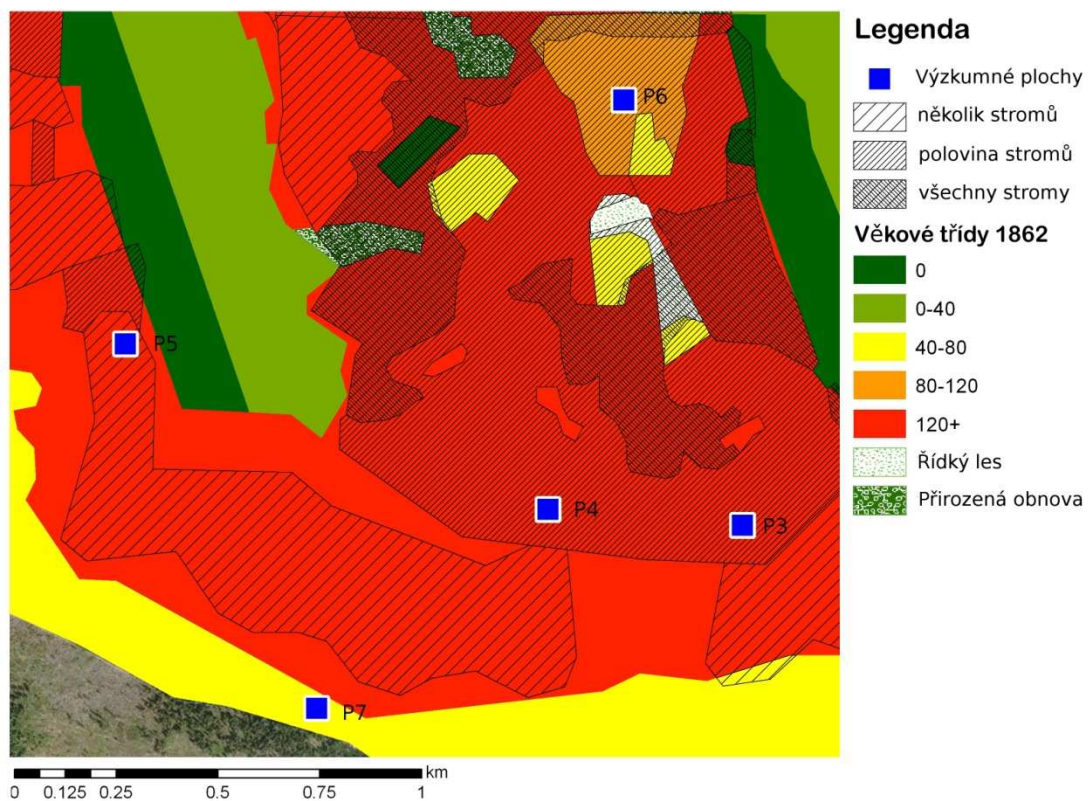 P6
P5
P4
P3
P7
Legenda
Výzkumné plochy
několik stromů
polovina stromů
všechny stromy
Věkové třídy 1862
0
0-40
40-80
80-120
120+
Řídký les
Přirozená obnova
km
0 0.125 0.25 0.5 0.75 1